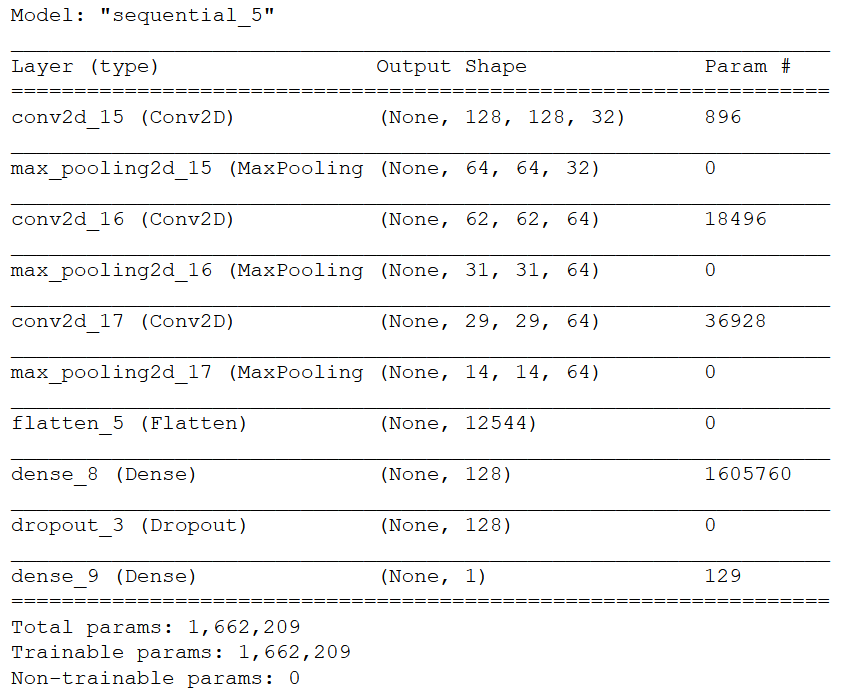 Model: "sequential_5"
_________________________________________________________________
Layer (type)                 Output Shape              Param #
=================================================================
conv2d_15 (Conv2D)           (None, 128, 128, 32)      896
_________________________________________________________________
max_pooling2d_15 (MaxPooling (None, 64, 64, 32)        0
_________________________________________________________________
conv2d_16 (Conv2D)           (None, 62, 62, 64)        18496
_________________________________________________________________
max_pooling2d_16 (MaxPooling (None, 31, 31, 64)        0
_________________________________________________________________
conv2d_17 (Conv2D)           (None, 29, 29, 64)        36928
_________________________________________________________________
max_pooling2d_17 (MaxPooling (None, 14, 14, 64)        0
_________________________________________________________________
flatten_5 (Flatten)          (None, 12544)             0
_________________________________________________________________
dense_8 (Dense)              (None, 128)               1605760
_________________________________________________________________
dropout_3 (Dropout)          (None, 128)               0
_________________________________________________________________
dense_9 (Dense)              (None, 1)                 129
=================================================================
Total params: 1,662,209
Trainable params: 1,662,209
Non-trainable params: 0